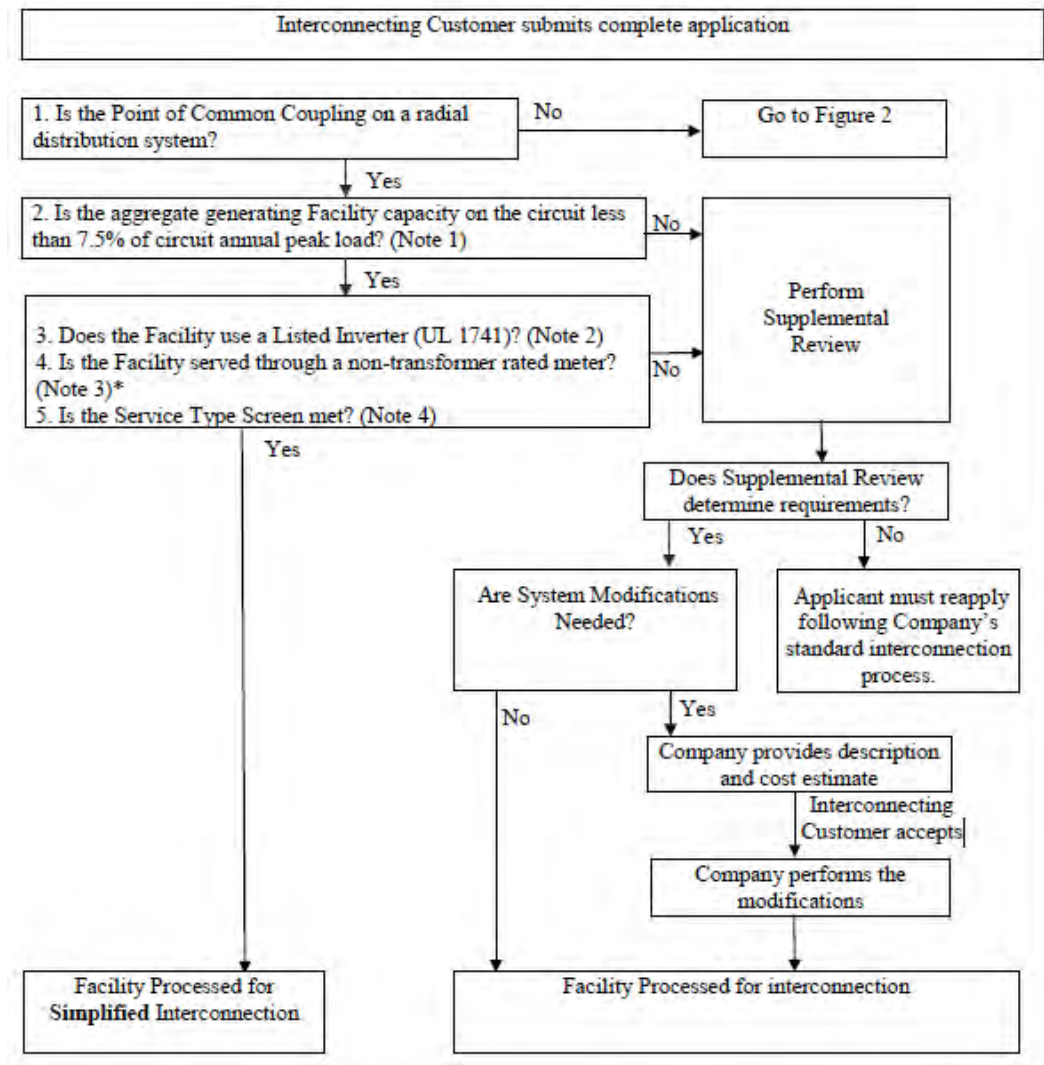 Interconnecting Customer submits complete application
1. Is the Point of Common Coupling on a radial
distribution system?
No
Go to Figure 2
Yes
2. Is the aggregate generating Facility capacity on the circuit less
than 7.5% of circuit annual peak load? (Note 1)
No
Yes
Perform
Supplemental
Review
3. Does the Facility use a Listed Inverter (UL 1741)? (Note 2)
4. Is the Facility served through a non-transformer rated meter?
(Note 3)*
5. Is the Service Type Screen met? (Note 4)
No
Yes
Does Supplemental Review
determine requirements?
Yes
No
Are System Modifications
Needed?
Applicant must reapply
following Company's
standard interconnection
process.
No
Yes
Company provides description
and cost estimate
Interconnecting
Customer accepts
Company performs the
modifications
Facility Processed for
Simplified Interconnection
Facility Processed for interconnection